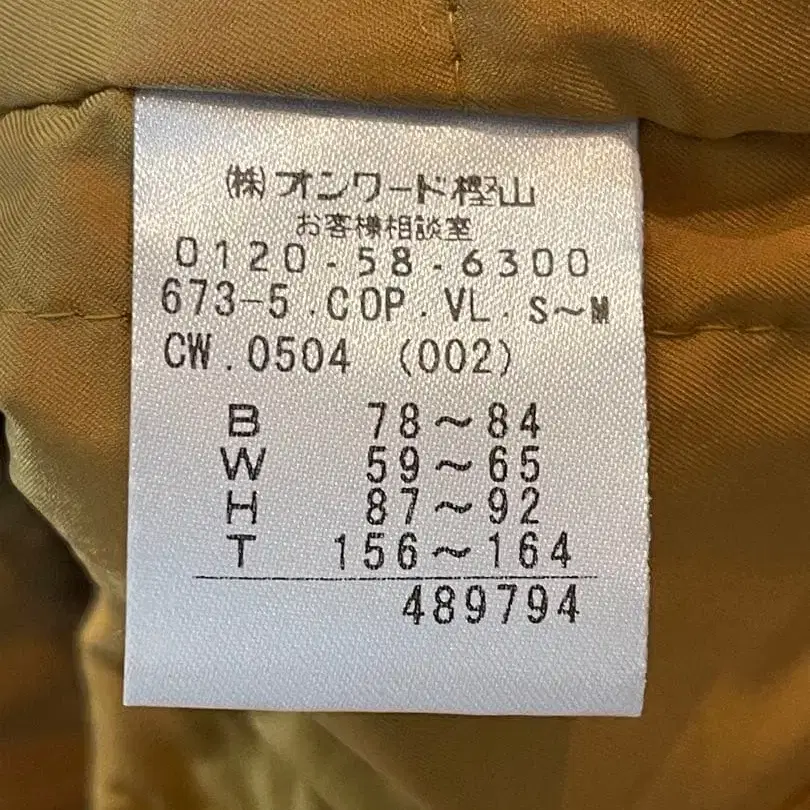 ㈱オンワード樫山
お客様相談室
0120-58-6300
673-5.COP.VL.S～M
CW.0504 (002)
B 78～84
W 59～65
H 87～92
T 156～164
489794